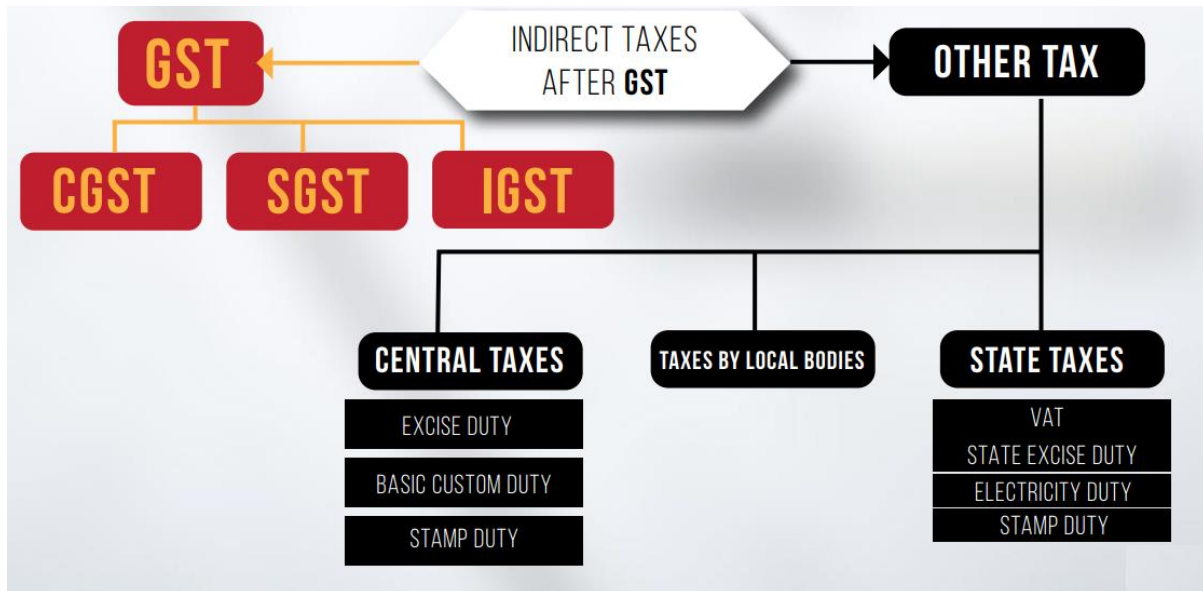 GST
INDIRECT TAXES
AFTER GST
OTHER TAX
CGST
SGST
IGST
CENTRAL TAXES
TAXES BY LOCAL BODIES
STATE TAXES
EXCISE DUTY
BASIC CUSTOM DUTY
STAMP DUTY
VAT
STATE EXCISE DUTY
ELECTRICITY DUTY
STAMP DUTY